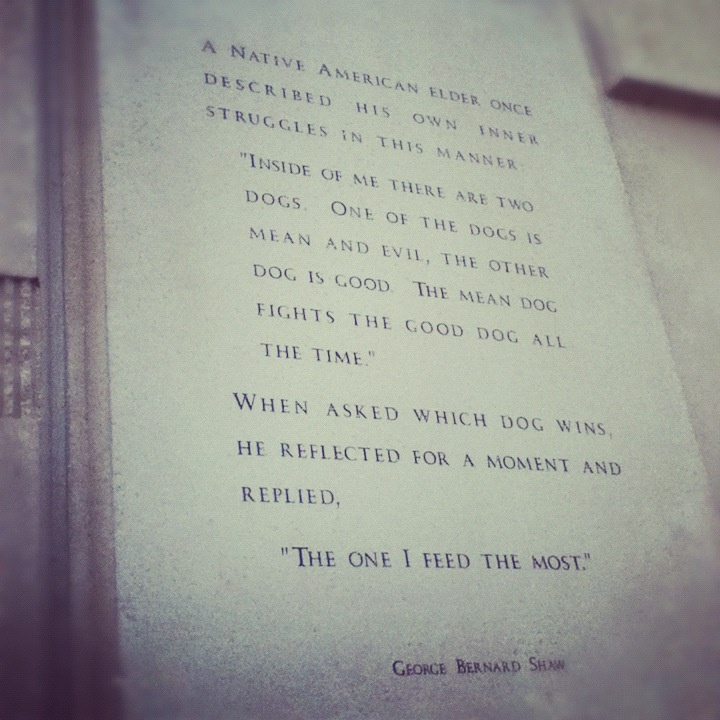 A NATIVE AMERICAN ELDER ONCE
DESCRIBED HIS OWN INNER
STRUGGLES IN THIS MANNER:
"INSIDE OF ME THERE ARE TWO
DOGS. ONE OF THE DOGS IS
MEAN AND EVIL, THE OTHER
DOG IS GOOD. THE MEAN DOG
FIGHTS THE GOOD DOG ALL
THE TIME."
WHEN ASKED WHICH DOG WINS,
HE REFLECTED FOR A MOMENT AND
REPLIED,
"THE ONE I FEED THE MOST."
GEORGE BERNARD SHAW